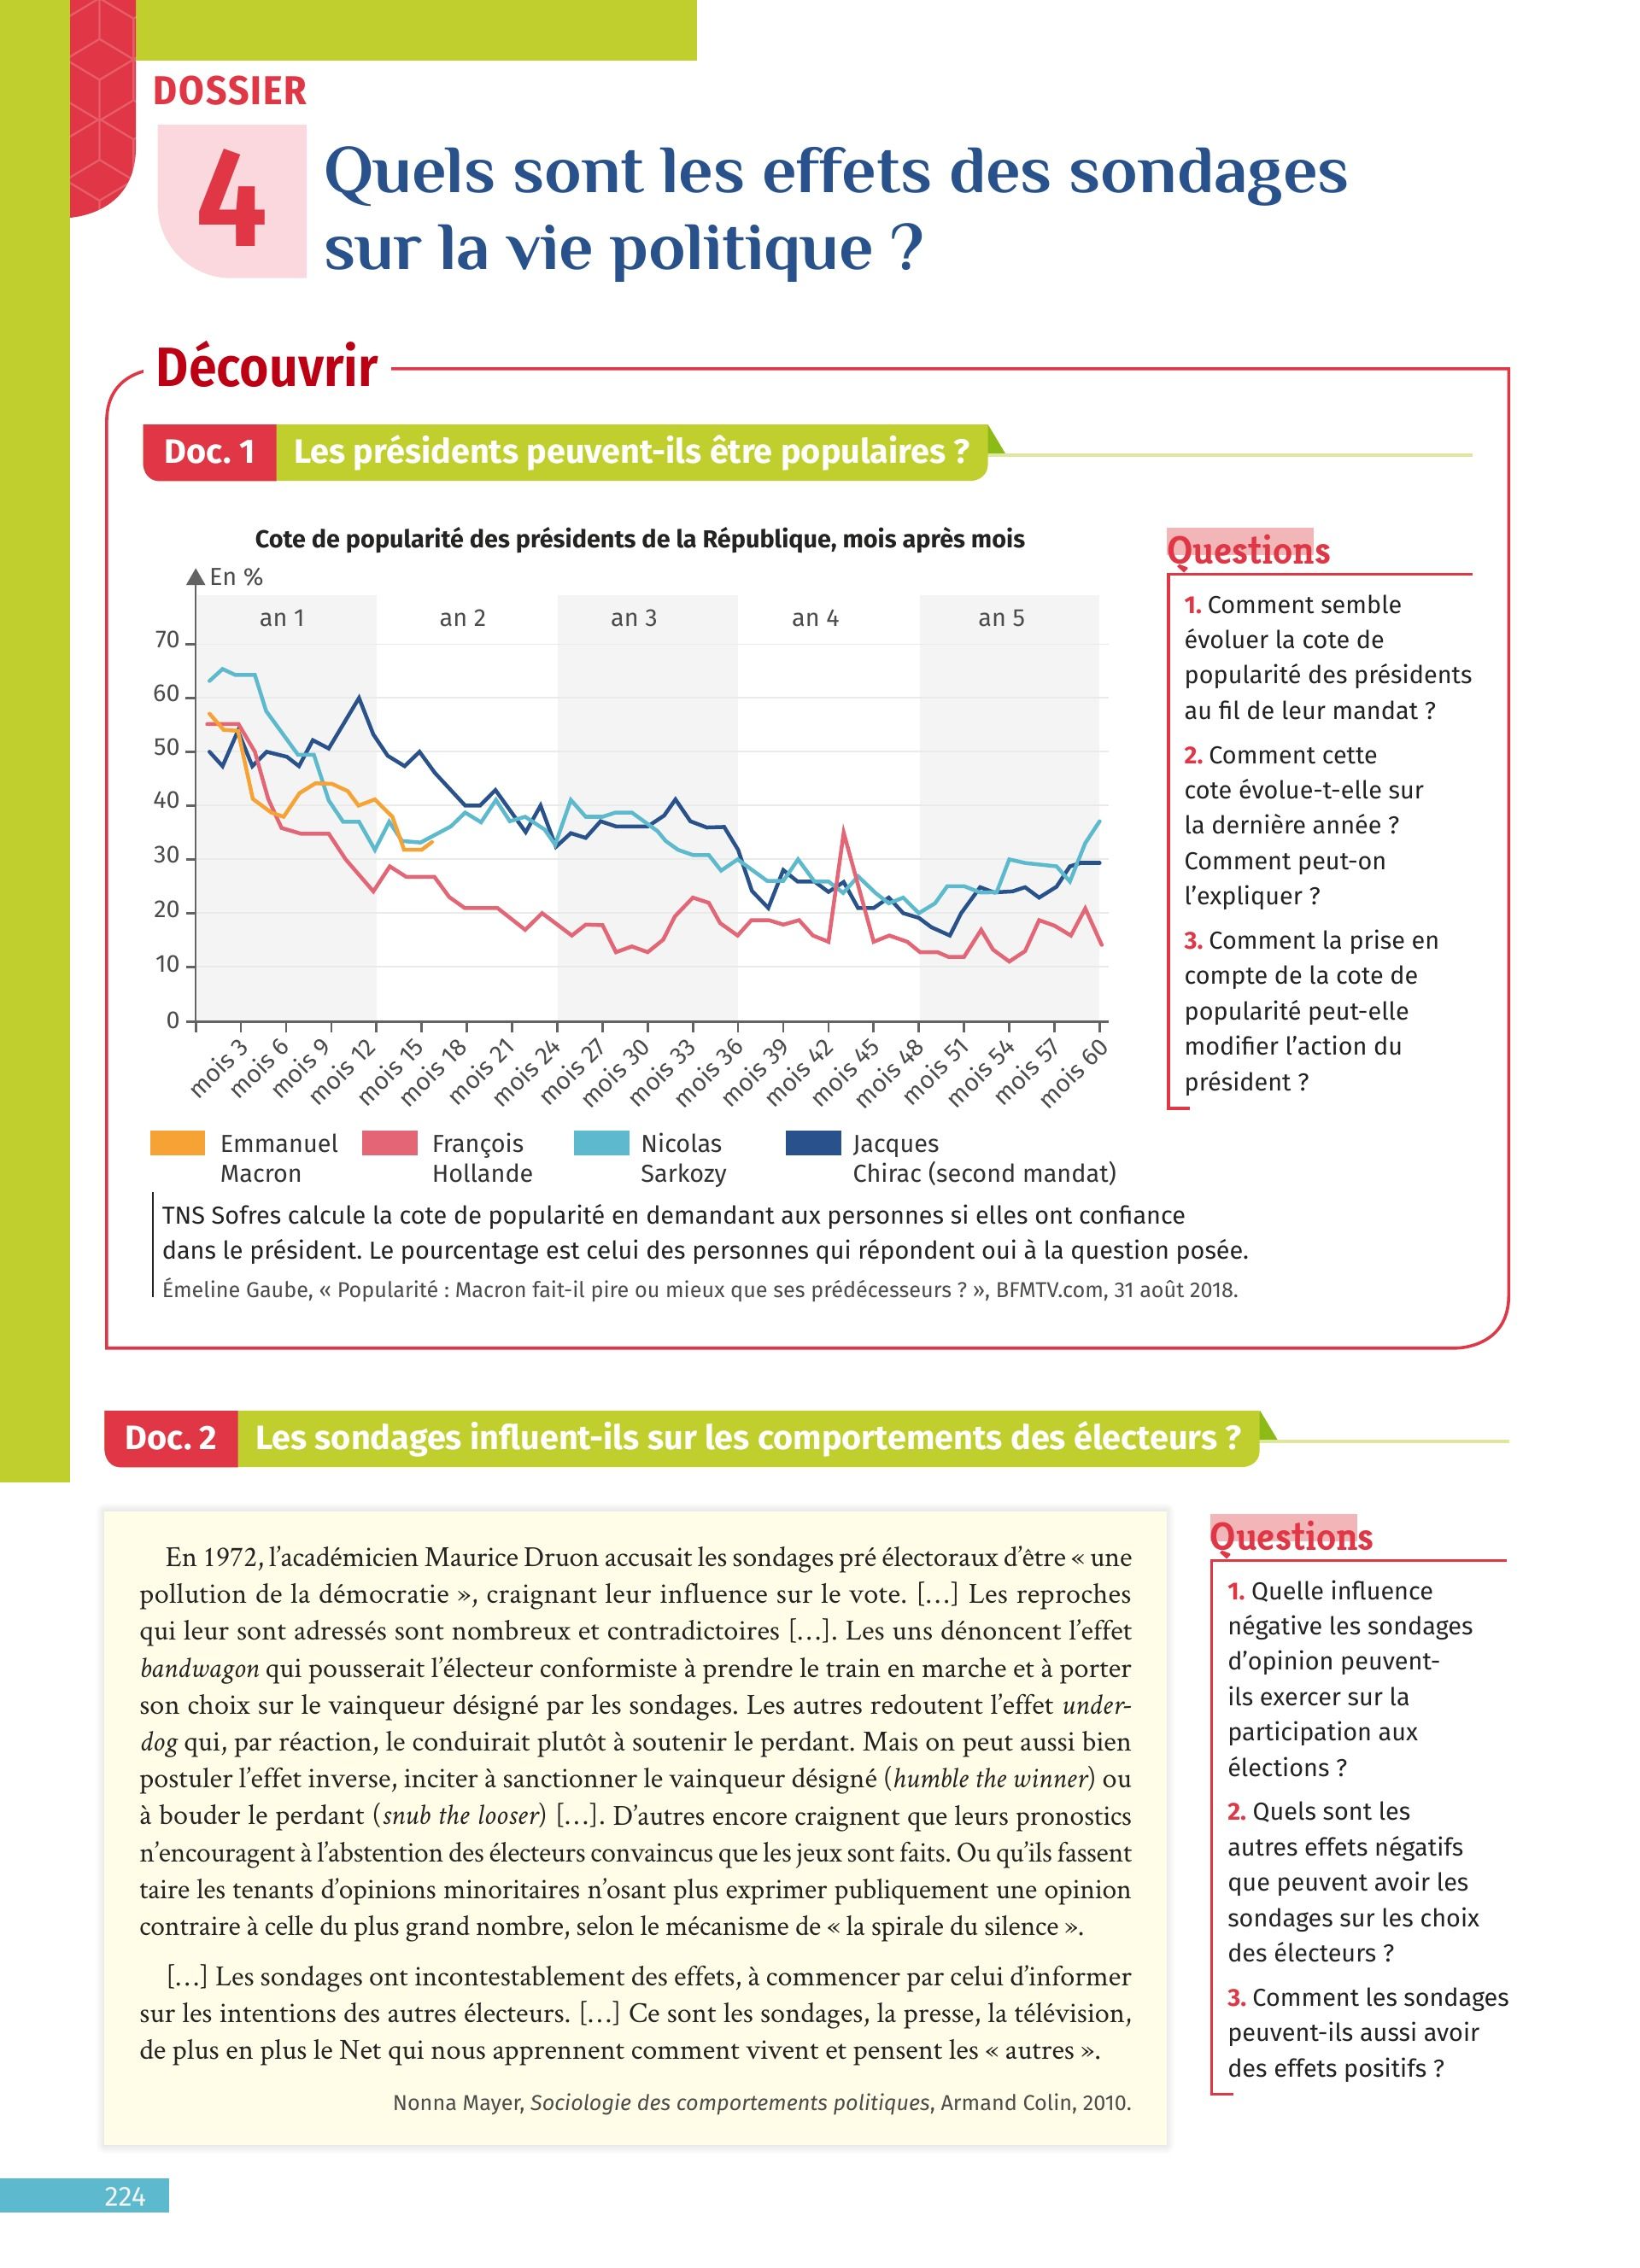 DOSSIER
4
Quels sont les effets des sondages
sur la vie politique ?
Découvrir
Doc. 1 Les présidents peuvent-ils être populaires ?
Cote de popularité des présidents de la République, mois après mois
En %
an 1 an 2 an 3 an 4 an 5
70
60
50
40
30
20
10
0
mois 3 mois 6 mois 9 mois 12 mois 15 mois 18 mois 21 mois 24 mois 27 mois 30 mois 33 mois 36 mois 39 mois 42 mois 45 mois 48 mois 51 mois 54 mois 57 mois 60
Emmanuel
Macron
François
Hollande
Nicolas
Sarkozy
Jacques
Chirac (second mandat)
TNS Sofres calcule la cote de popularité en demandant aux personnes si elles ont confiance
dans le président. Le pourcentage est celui des personnes qui répondent oui à la question posée.
Émeline Gaube, « Popularité : Macron fait-il pire ou mieux que ses prédécesseurs ? », BFMTV.com, 31 août 2018.
Questions
1. Comment semble
évoluer la cote de
popularité des présidents
au fil de leur mandat ?
2. Comment cette
cote évolue-t-elle sur
la dernière année ?
Comment peut-on
l'expliquer ?
3. Comment la prise en
compte de la cote de
popularité peut-elle
modifier l'action du
président ?
Doc. 2 Les sondages influent-ils sur les comportements des électeurs ?
En 1972, l'académicien Maurice Druon accusait les sondages pré électoraux d'être « une
pollution de la démocratie », craignant leur influence sur le vote. […] Les reproches
qui leur sont adressés sont nombreux et contradictoires […]. Les uns dénoncent l'effet
bandwagon qui pousserait l'électeur conformiste à prendre le train en marche et à porter
son choix sur le vainqueur désigné par les sondages. Les autres redoutent l'effet under-
dog qui, par réaction, le conduirait plutôt à soutenir le perdant. Mais on peut aussi bien
postuler l'effet inverse, inciter à sanctionner le vainqueur désigné (humble the winner) ou
à bouder le perdant (snub the looser) […]. D'autres encore craignent que leurs pronostics
n'encouragent à l'abstention des électeurs convaincus que les jeux sont faits. Ou qu'ils fassent
taire les tenants d'opinions minoritaires n'osant plus exprimer publiquement une opinion
contraire à celle du plus grand nombre, selon le mécanisme de « la spirale du silence ».
[…] Les sondages ont incontestablement des effets, à commencer par celui d'informer
sur les intentions des autres électeurs. […] Ce sont les sondages, la presse, la télévision,
de plus en plus le Net qui nous apprennent comment vivent et pensent les « autres ».
Nonna Mayer, Sociologie des comportements politiques, Armand Colin, 2010.
Questions
1. Quelle influence
négative les sondages
d'opinion peuvent-
ils exercer sur la
participation aux
élections ?
2. Quels sont les
autres effets négatifs
que peuvent avoir les
sondages sur les choix
des électeurs ?
3. Comment les sondages
peuvent-ils aussi avoir
des effets positifs ?
224